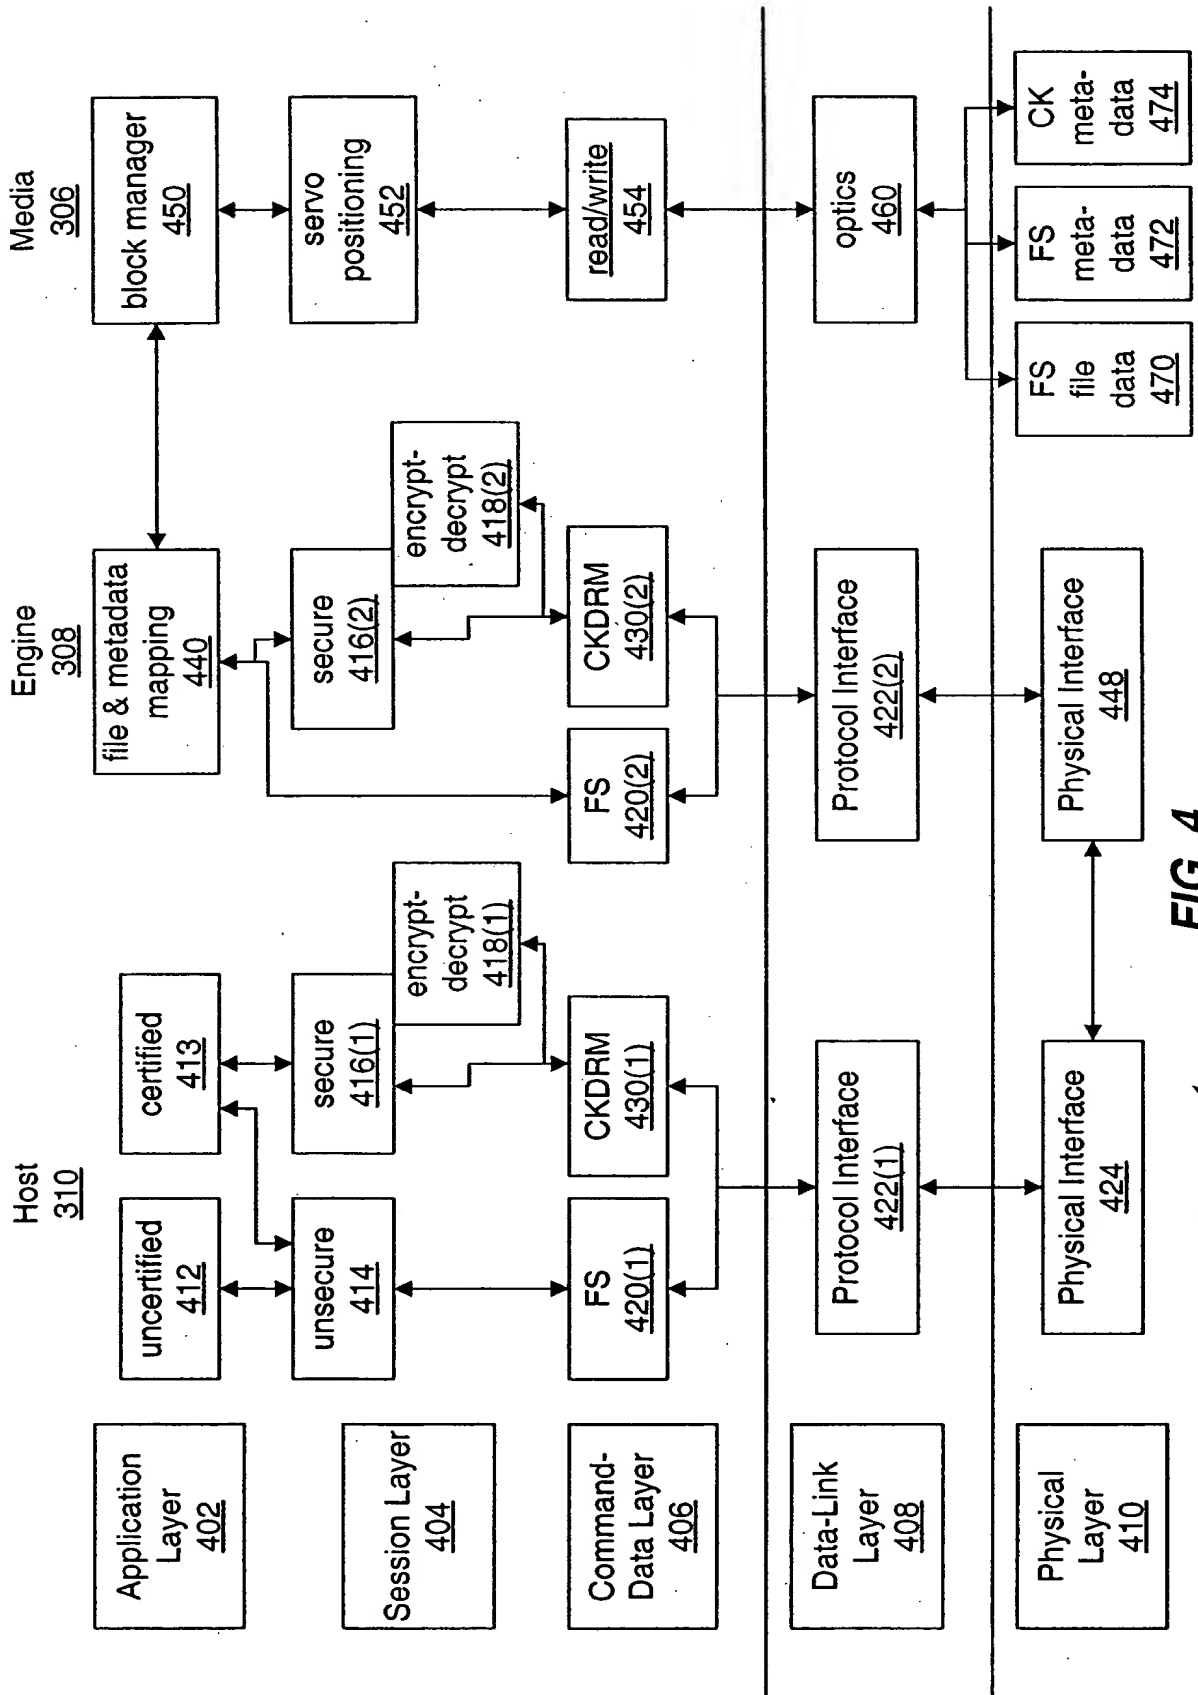 Host
310
Engine
308
Media
306
Application
Layer
402
uncertified
412
certified
413
file & metadata
mapping
440
block manager
450
Session Layer
404
unsecure
414
secure
416(1)
encrypt-
decrypt
418(1)
secure
416(2)
encrypt-
decrypt
418(2)
servo
positioning
452
Command-
Data Layer
406
FS
420(1)
CKDRM
430(1)
FS
420(2)
CKDRM
430(2)
read/write
454
Data-Link
Layer
408
Protocol Interface
422(1)
Protocol Interface
422(2)
optics
460
Physical
Layer
410
Physical Interface
424
Physical Interface
448
FS
file
data
470
FS
meta-
data
472
CK
meta-
data
474
FIG. 4